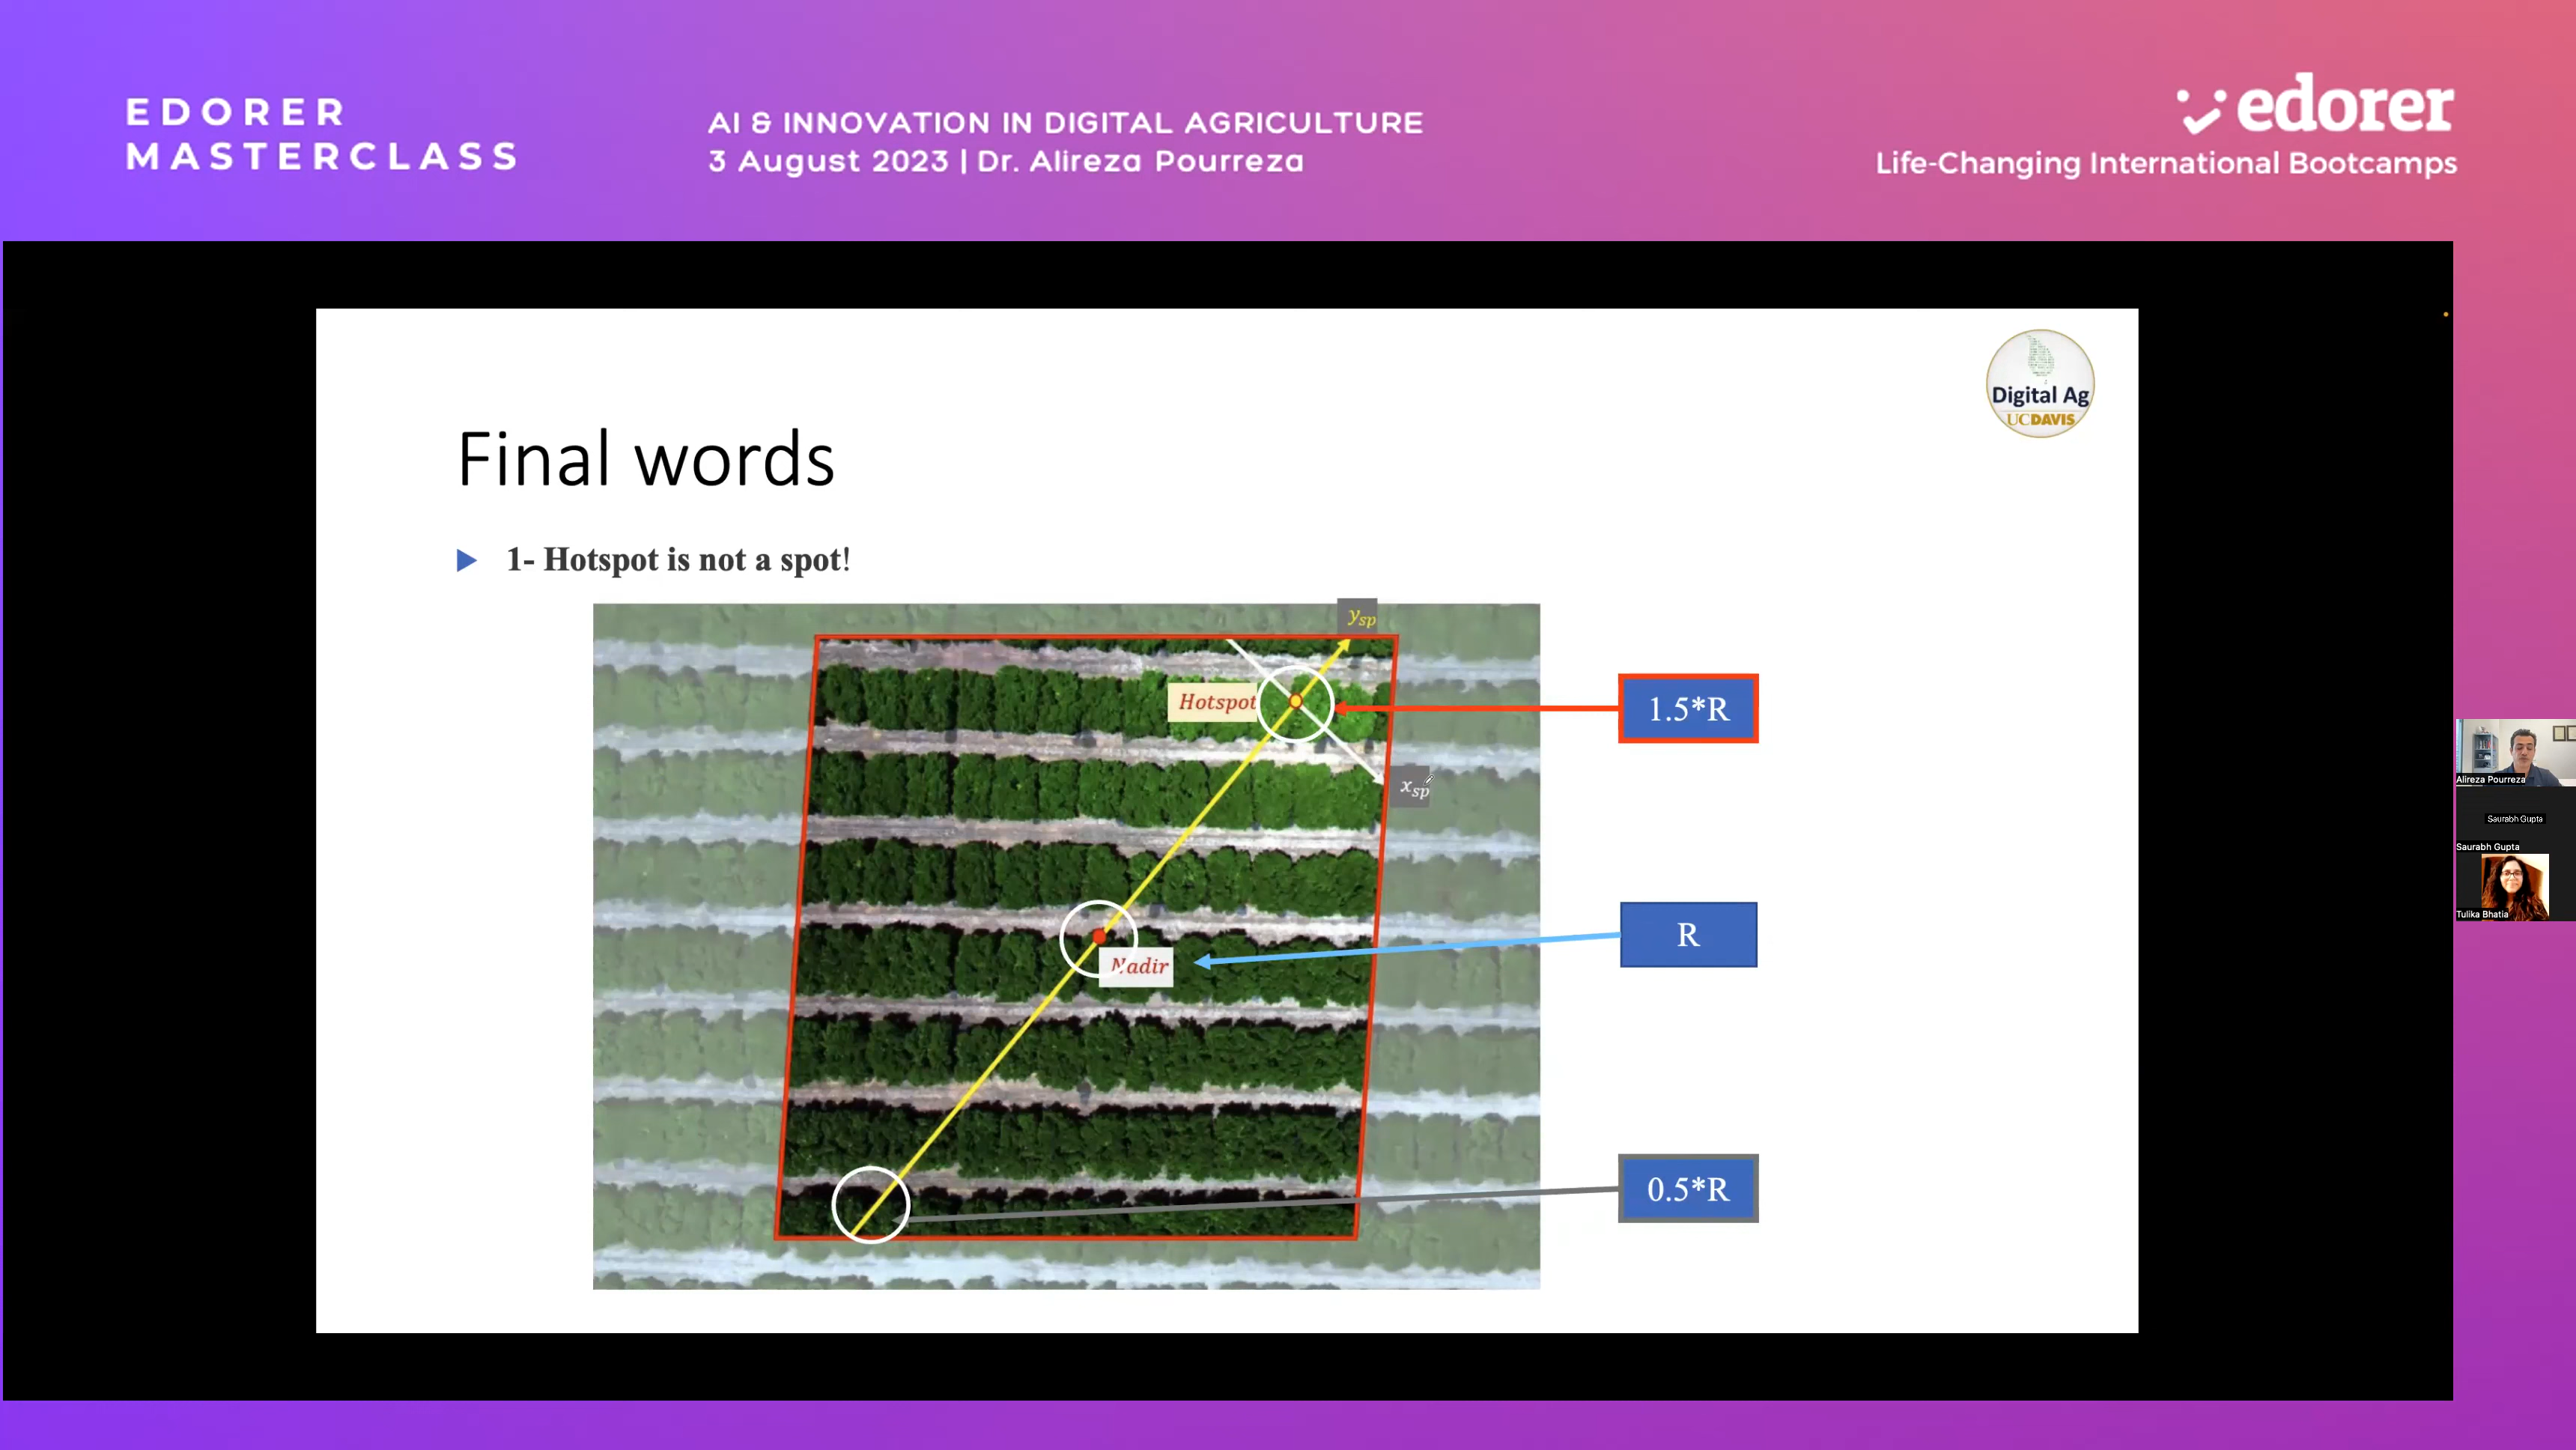 EDORER
MASTERCLASS
AI & INNOVATION IN DIGITAL AGRICULTURE
3 August 2023 | Dr. Alireza Pourreza
edorer
Life-Changing International Bootcamps
Digital Ag
UCDAVIS
Final words
1- Hotspot is not a spot!
ysp
Hotspot
1.5*R
xsp
R
Nadir
0.5*R
Alireza Pourreza
Saurabh Gupta
Saurabh Gupta
Tulika Bhatia